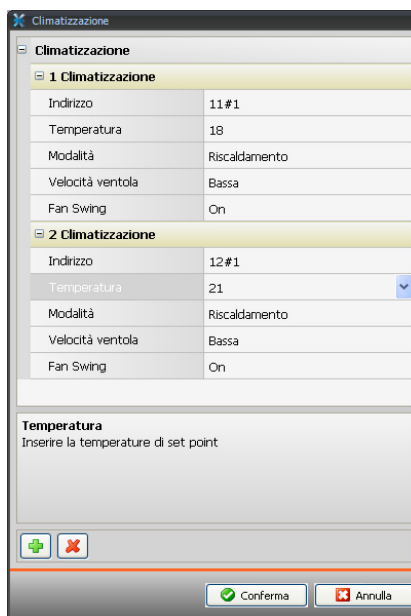 Climatizzazione
Climatizzazione
1 Climatizzazione
Indirizzo 11#1
Temperatura 18
Modalità Riscaldamento
Velocità ventola Bassa
Fan Swing On
2 Climatizzazione
Indirizzo 12#1
Temperatura 21
Modalità Riscaldamento
Velocità ventola Bassa
Fan Swing On
Temperatura
Inserire la temperature di set point
Conferma Annulla